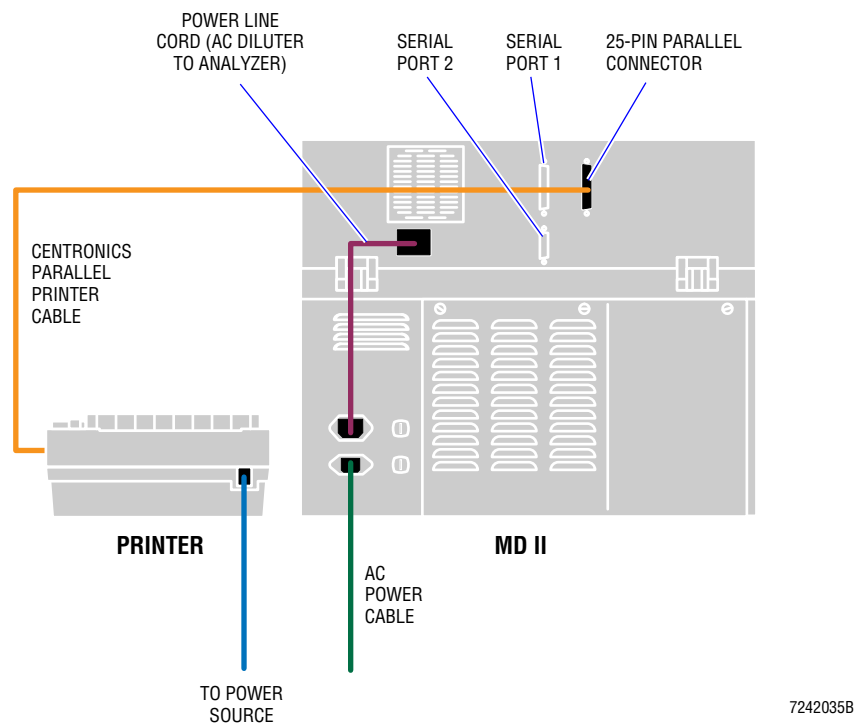 POWER LINE
CORD (AC DILUTER
TO ANALYZER)
SERIAL
PORT 2
SERIAL
PORT 1
25-PIN PARALLEL
CONNECTOR
CENTRONICS
PARALLEL
PRINTER
CABLE
PRINTER
MD II
AC
POWER
CABLE
TO POWER
SOURCE
7242035B